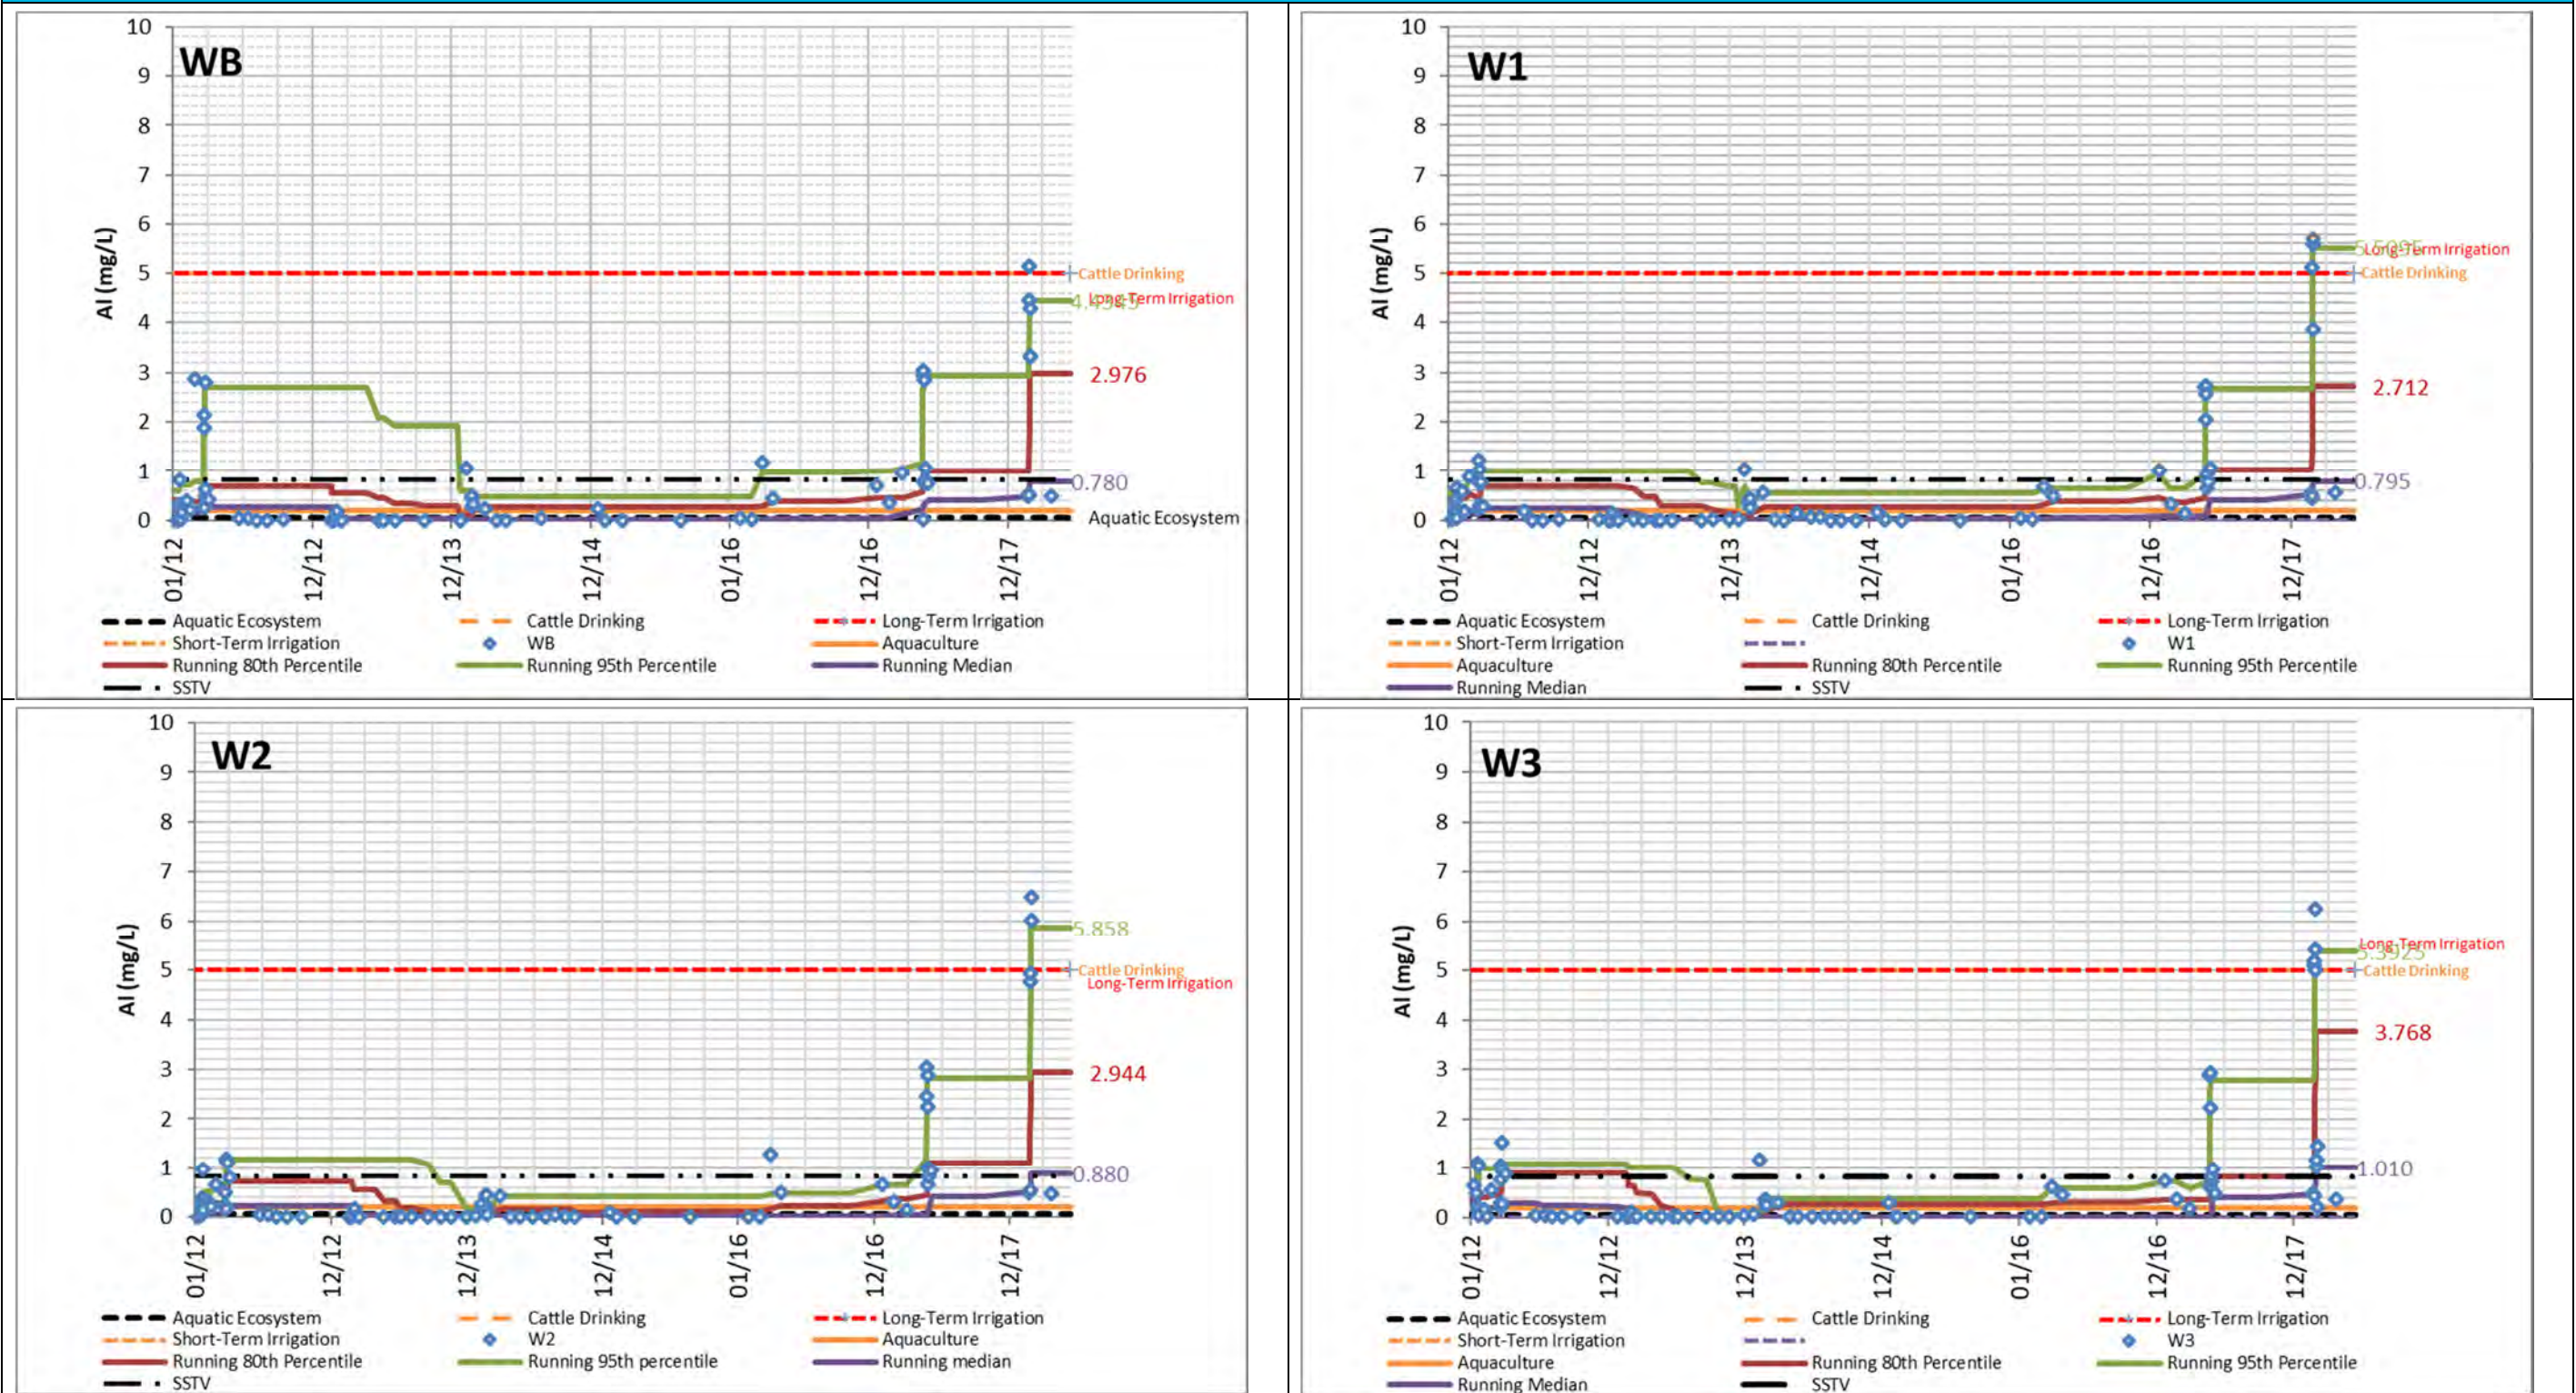 WB
10
9
8
7
6
5
4
3
2
1
0
Al (mg/L)
Cattle Drinking
Long-Term Irrigation
2.976
0.780
Aquatic Ecosystem
01/12 12/12 12/13 12/14 01/16 12/16 12/17
Aquatic Ecosystem Cattle Drinking Long-Term Irrigation
Short-Term Irrigation WB Aquaculture
Running 80th Percentile Running 95th Percentile Running Median
SSTV
W1
10
9
8
7
6
5
4
3
2
1
0
Al (mg/L)
Long-Term Irrigation
Cattle Drinking
2.712
0.795
01/12 12/12 12/13 12/14 01/16 12/16 12/17
Aquatic Ecosystem Cattle Drinking Long-Term Irrigation
Short-Term Irrigation W1
Aquaculture Running 80th Percentile Running 95th Percentile
Running Median SSTV
W2
10
9
8
7
6
5
4
3
2
1
0
Al (mg/L)
5.858
Cattle Drinking
Long-Term Irrigation
2.944
0.880
01/12 12/12 12/13 12/14 01/16 12/16 12/17
Aquatic Ecosystem Cattle Drinking Long-Term Irrigation
Short-Term Irrigation W2 Aquaculture
Running 80th Percentile Running 95th percentile Running median
SSTV
W3
10
9
8
7
6
5
4
3
2
1
0
Al (mg/L)
Long-Term Irrigation
5.3925
Cattle Drinking
3.768
1.010
01/12 12/12 12/13 12/14 01/16 12/16 12/17
Aquatic Ecosystem Cattle Drinking Long-Term Irrigation
Short-Term Irrigation W3
Aquaculture Running 80th Percentile Running 95th Percentile
Running Median SSTV